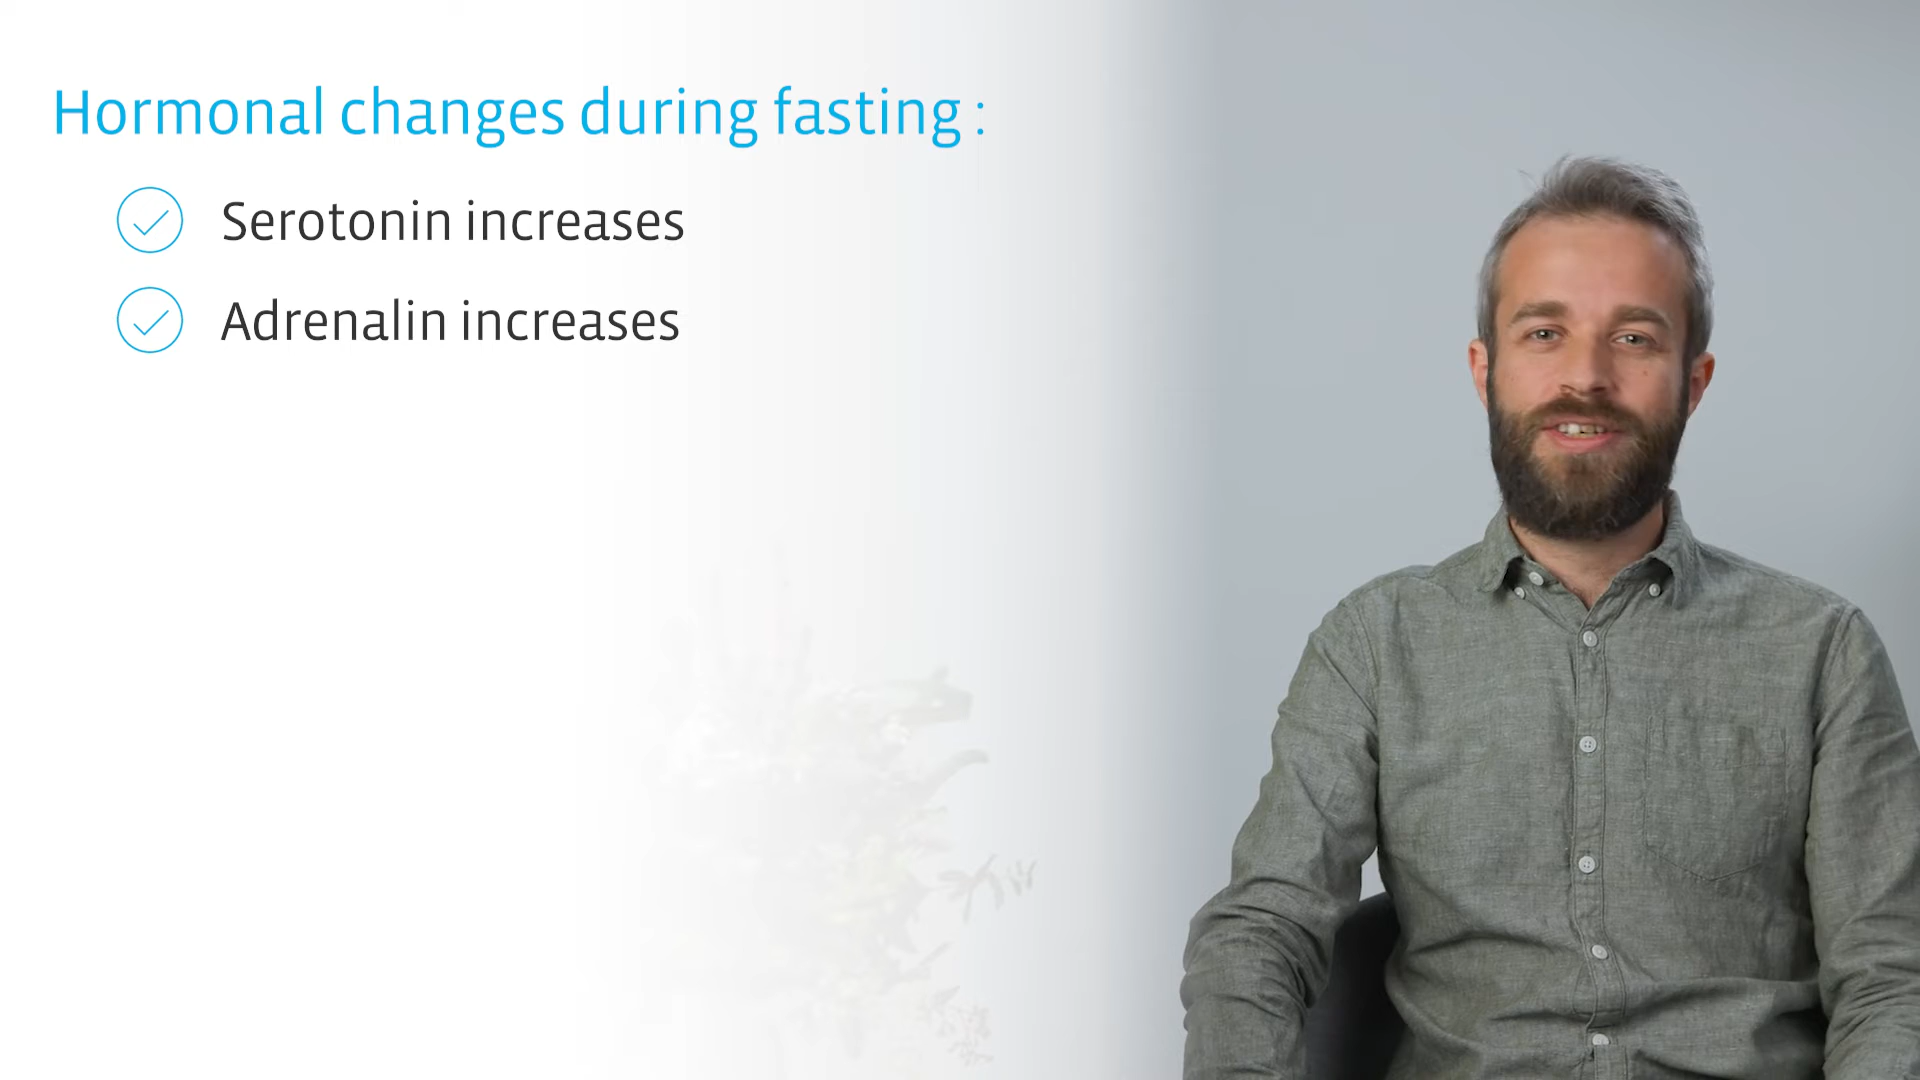 Hormonal changes during fasting :
Serotonin increases
Adrenalin increases